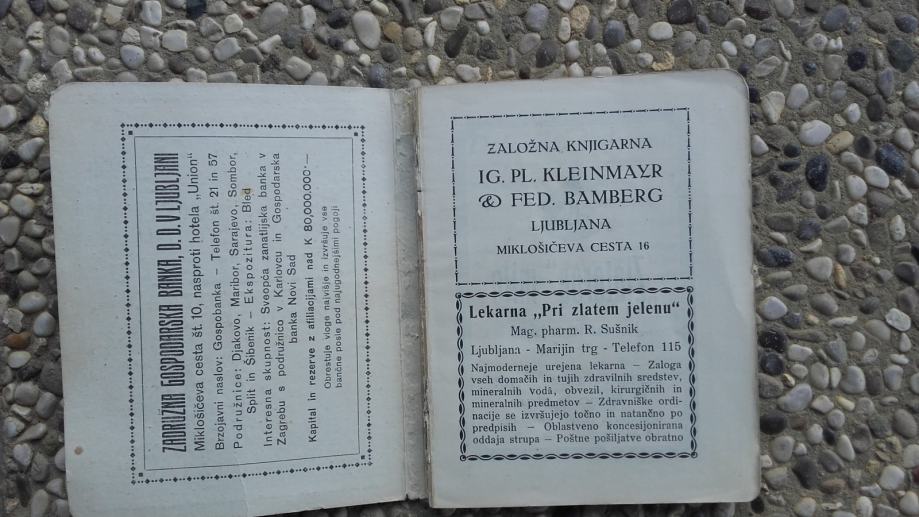 ZADRUŽNA GOSPODARSKA BANKA, D. D. V LJUBLJANI
Miklošičeva cesta št. 10, nasproti hotela „Union"
Brzojavni naslov: Gospobanka - Telefon št. 21 in 57
Podružnice: Djakovo, Maribor, Sarajevo, Sombor,
Split in Šibenik - Ekspozitura: Bled
Interesna skupnost: Sveopča zanatlijska banka v
Zagrebu s podružnico v Karlovcu in Gospodarska
banka Novi Sad
Kapital in rezerve z afiliacijami nad K 80,000.000·—
Obrestuje vloge najvišje in izvršuje vse
bančne posle pod najugodnejšimi pogoji
ZALOŽNA KNJIGARNA
IG. PL. KLEINMAYR
& FED. BAMBERG
LJUBLJANA
MIKLOŠIČEVA CESTA 16
Lekarna „Pri zlatem jelenu"
Mag. pharm. R. Sušnik
Ljubljana - Marijin trg - Telefon 115
Najmoderneje urejena lekarna — Zaloga
vseh domačih in tujih zdravilnih sredstev,
mineralnih voda, obvezil, kirurgičnih in
mineralnih predmetov — Zdravniške ordi-
nacije se izvršujejo točno in natančno po
predpisih — Oblastveno koncesijonirana
oddaja strupa — Poštne pošiljatve obratno